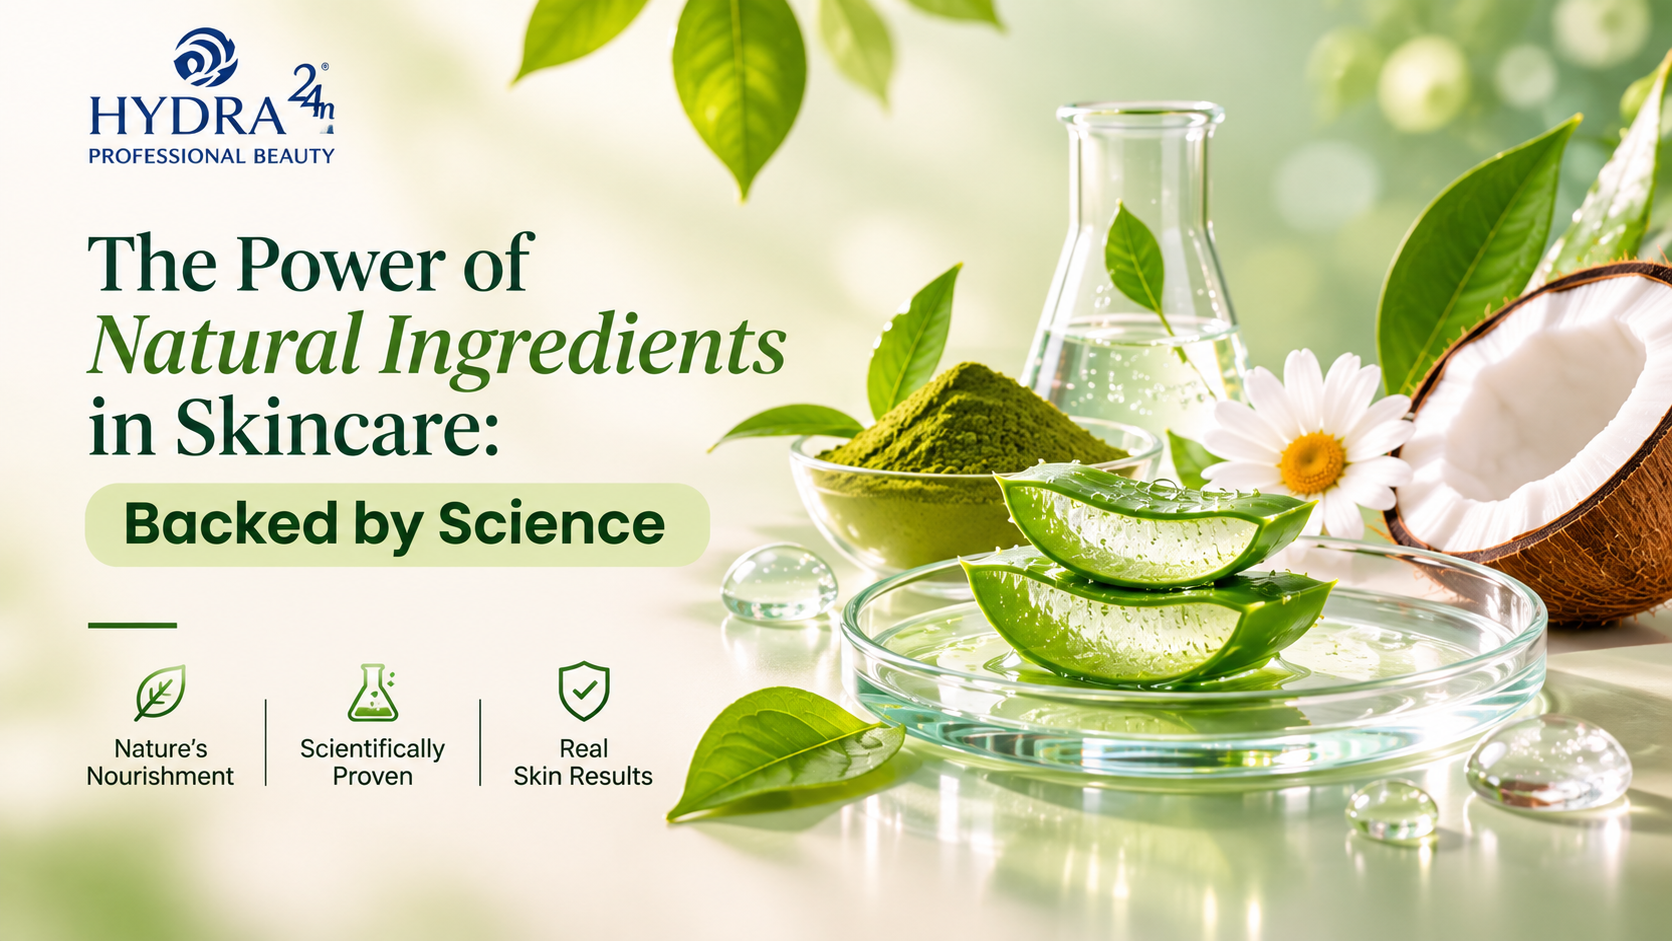 HYDRA 24h®
PROFESSIONAL BEAUTY
The Power of
Natural Ingredients
in Skincare:
Backed by Science
Nature's
Nourishment
Scientifically
Proven
Real
Skin Results